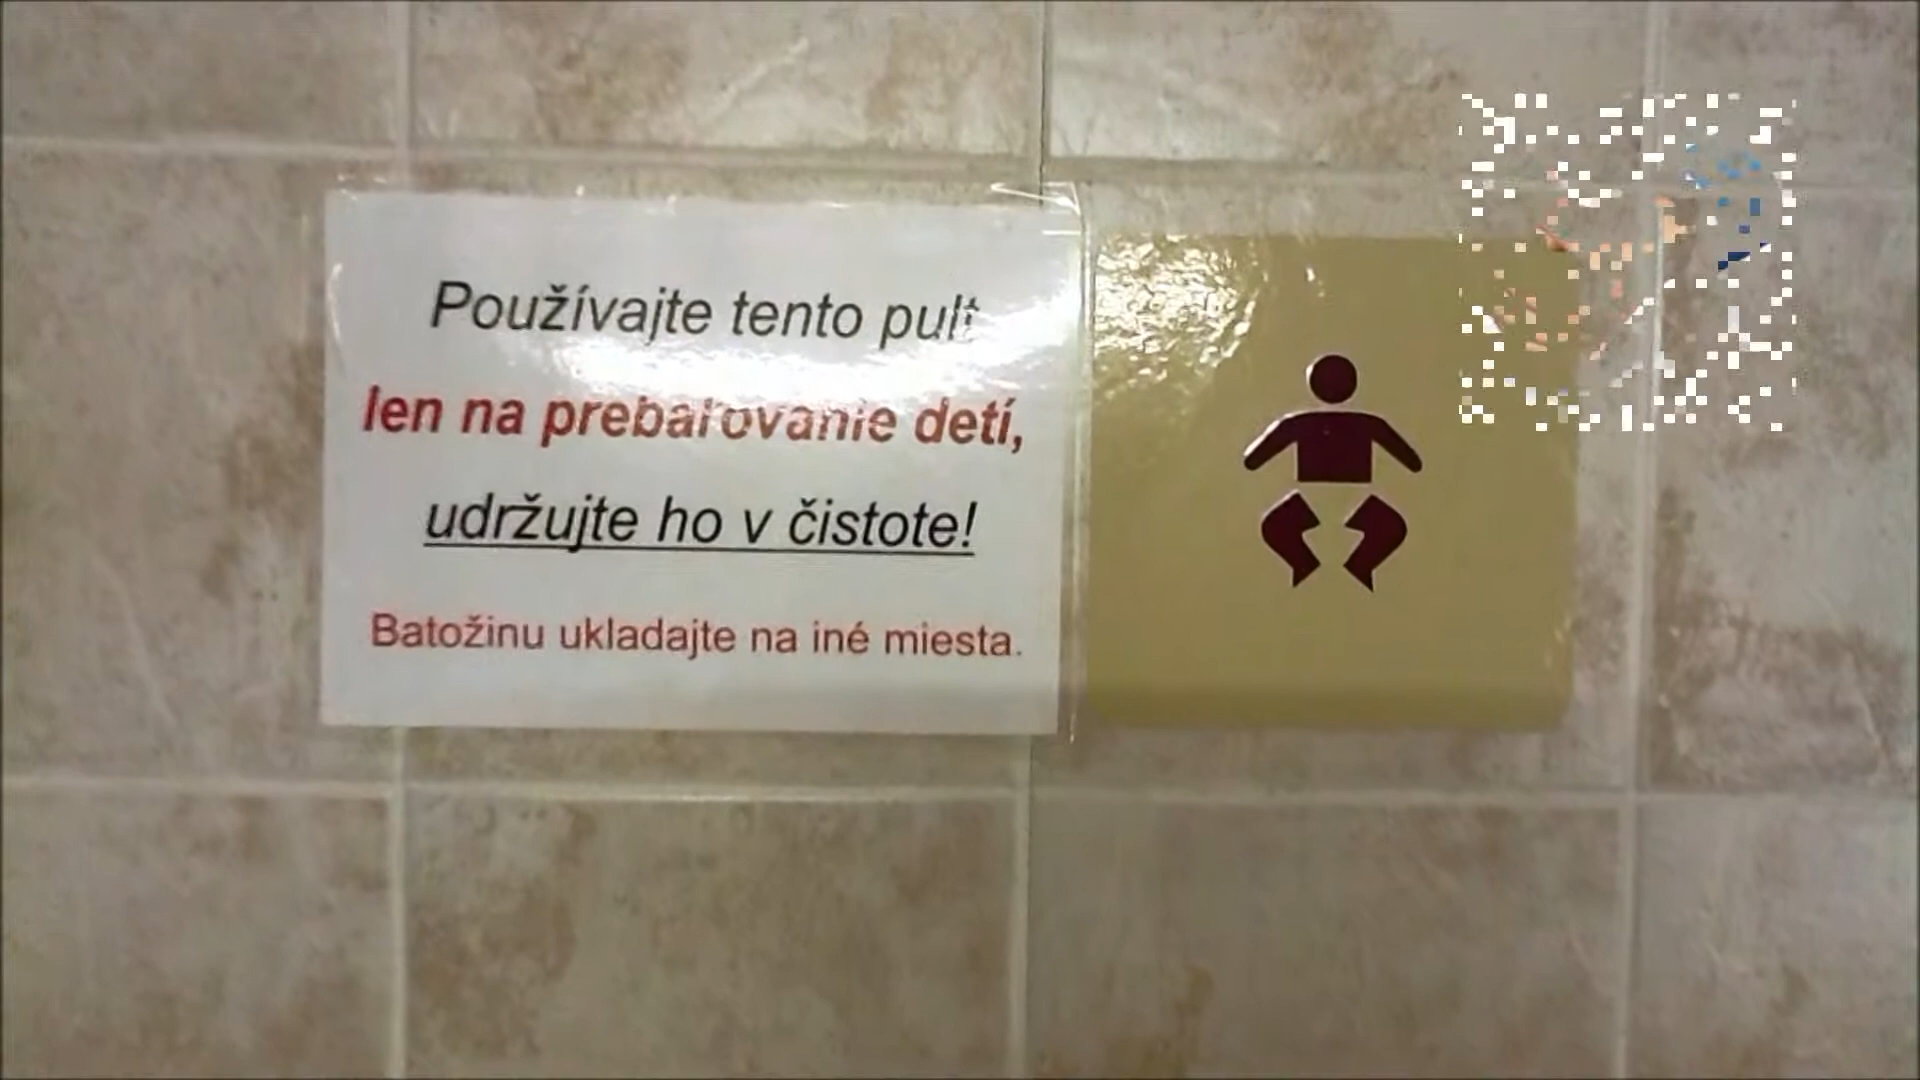 Používajte tento pult
len na prebaľovanie detí,
udržujte ho v čistote!
Batožinu ukladajte na iné miesta.